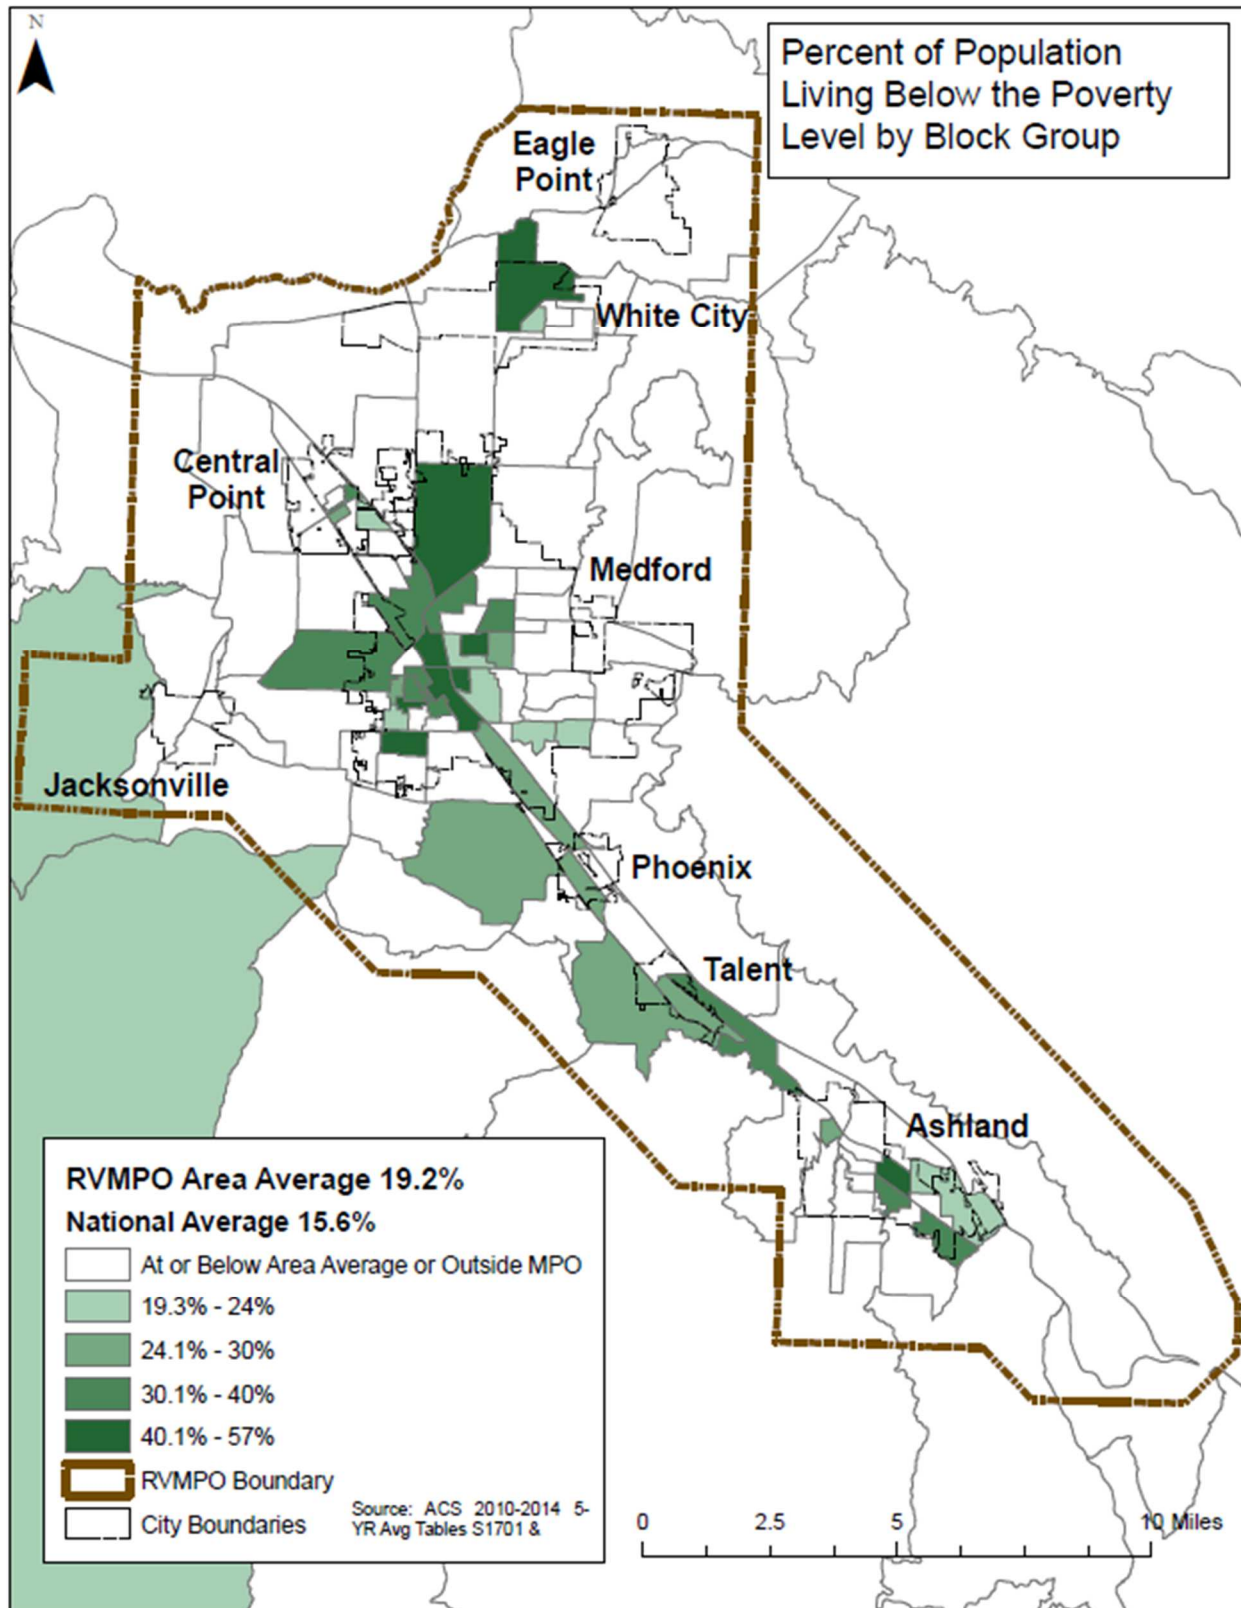 N
Percent of Population
Living Below the Poverty
Level by Block Group
Eagle
Point
White City
Central
Point
Medford
Jacksonville
Phoenix
Talent
Ashland
RVMPO Area Average 19.2%
National Average 15.6%
At or Below Area Average or Outside MPO
19.3% - 24%
24.1% - 30%
30.1% - 40%
40.1% - 57%
RVMPO Boundary
City Boundaries
Source: ACS 2010-2014 5-
YR Avg Tables S1701 &
0 2.5 5 10 Miles